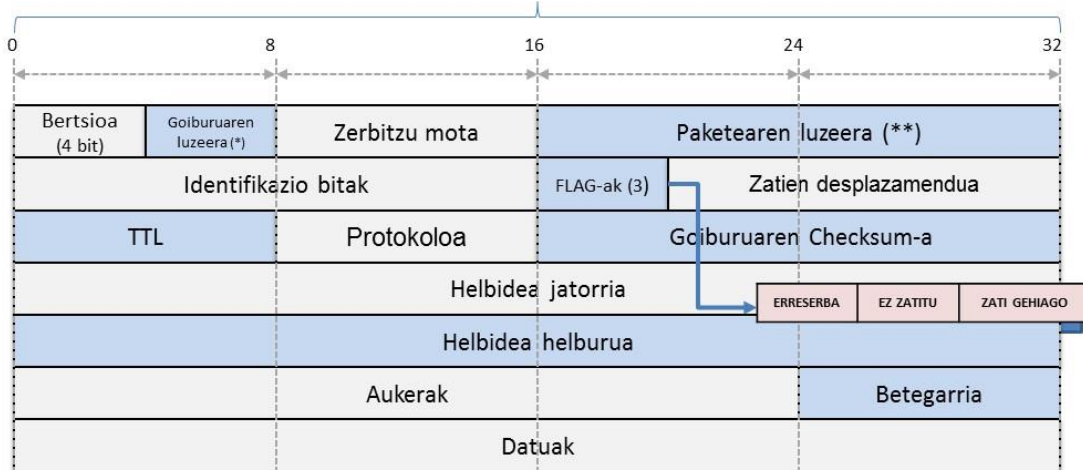 0 8 16 24 32
Bertsioa
(4 bit)
Goiburuaren
luzeera (*)
Zerbitzu mota
Paketearen luzeera (**)
Identifikazio bitak
FLAG-ak (3)
Zatien desplazamendua
TTL
Protokoloa
Goiburuaren Checksum-a
Helbidea jatorria
ERRESERBA
EZ ZATITU
ZATI GEHIAGO
Helbidea helburua
Aukerak
Betegarria
Datuak